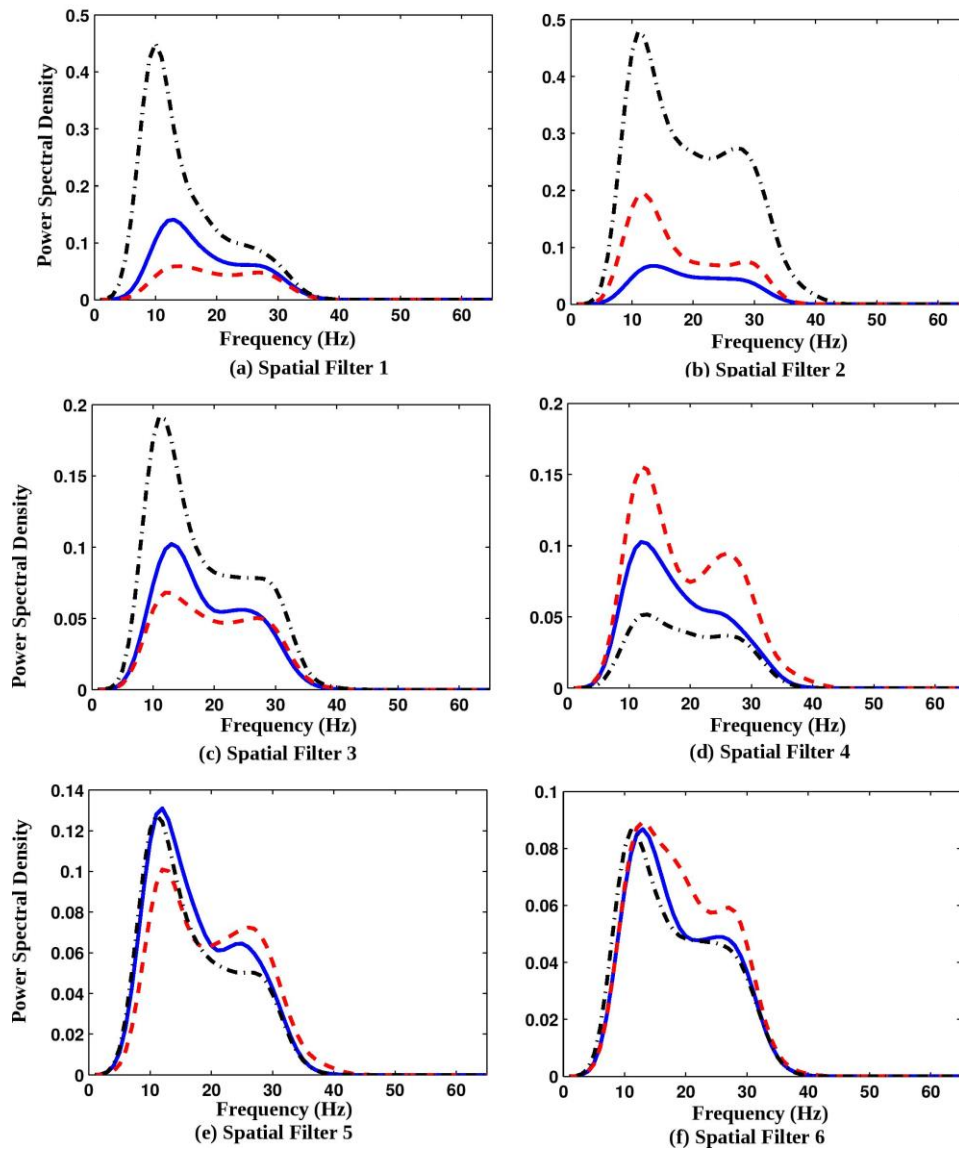 0.5
0.4
0.3
0.2
0.1
0
Power Spectral Density
0 10 20 30 40 50 60
Frequency (Hz)
(a) Spatial Filter 1
0.5
0.4
0.3
0.2
0.1
0
0 10 20 30 40 50 60
Frequency (Hz)
(b) Spatial Filter 2
0.2
0.15
0.1
0.05
0
Power Spectral Density
0 10 20 30 40 50 60
Frequency (Hz)
(c) Spatial Filter 3
0.2
0.15
0.1
0.05
0
0 10 20 30 40 50 60
Frequency (Hz)
(d) Spatial Filter 4
0.14
0.12
0.1
0.08
0.06
0.04
0.02
0
Power Spectral Density
0 10 20 30 40 50 60
Frequency (Hz)
(e) Spatial Filter 5
0.1
0.08
0.06
0.04
0.02
0
0 10 20 30 40 50 60
Frequency (Hz)
(f) Spatial Filter 6